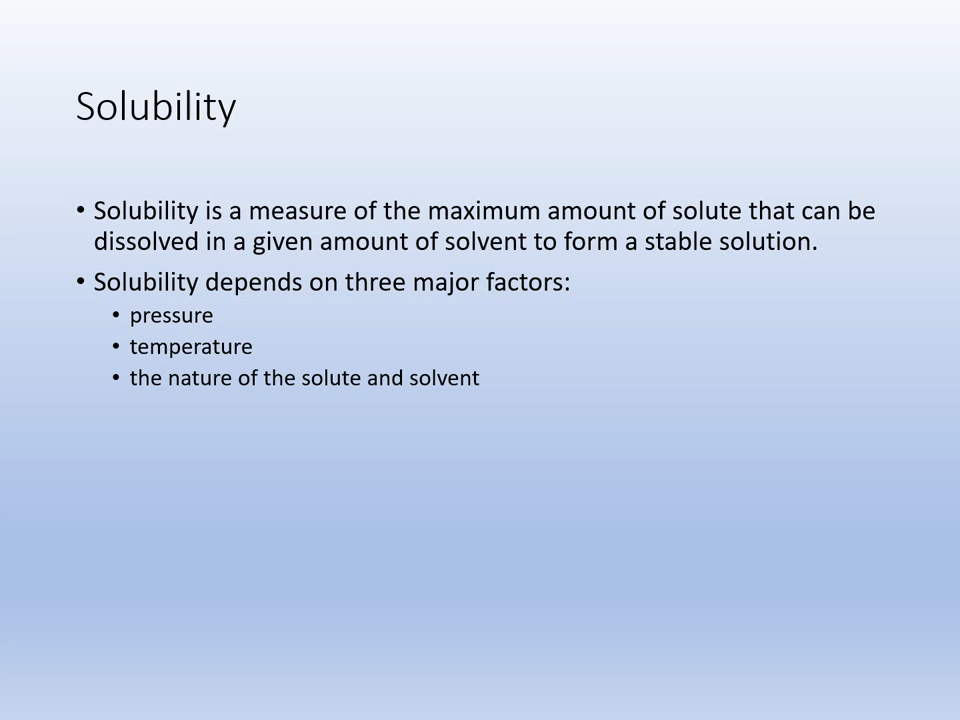 Solubility
• Solubility is a measure of the maximum amount of solute that can be
dissolved in a given amount of solvent to form a stable solution.
• Solubility depends on three major factors:
• pressure
• temperature
• the nature of the solute and solvent